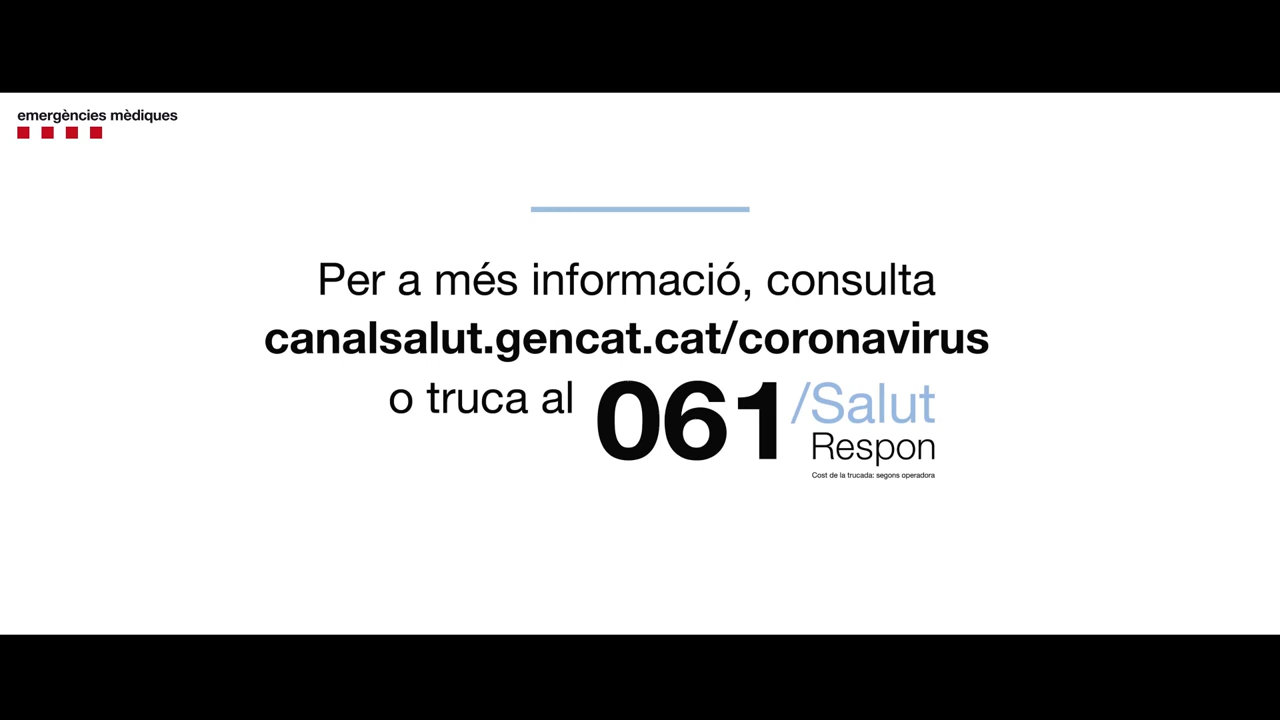 emergències mèdiques
Per a més informació, consulta
canalsalut.gencat.cat/coronavirus
o truca al 061/Salut
Respon
Cost de la trucada: segons operadora